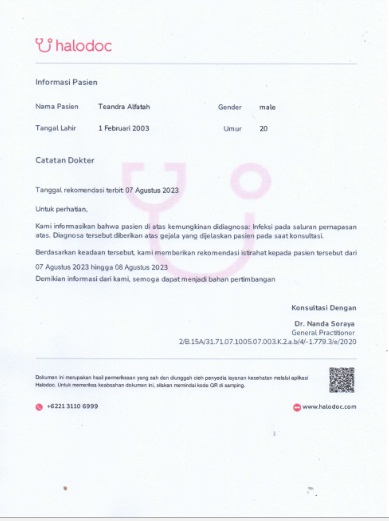 halodoc
Informasi Pasien
Nama Pasien Teandra Alfatah Gender male
Tangal Lahir 1 Februari 2003 Umur 20
Catatan Dokter
Tanggal rekomendasi terbit 07 Agustus 2023
Untuk perhatian,
Kami informasikan bahwa pasien di atas kemungkinan didiagnosa: Infeksi pada saluran pernapasan
atas. Diagnosa tersebut diberikan atas gejala yang dijelaskan pasien pada saat konsultasi.
Berdasarkan keadaan tersebut, kami memberikan rekomendasi istirahat kepada pasien tersebut dari
07 Agustus 2023 hingga 08 Agustus 2023
Demikian informasi dari kami, semoga dapat menjadi bahan pertimbangan
Konsultasi Dengan
Dr. Nanda Soraya
General Practitioner
2/B.15A/31.71.07.1005.07.003.K.2.a.b/4/-1.779.3/e/2020
Dokumen ini merupakan hasil pemeriksaan yang sah dan diunggah oleh penyedia layanan kesehatan melalui aplikasi
Halodoc. Untuk memeriksa keabsahan dokumen ini, silakan memindai kode QR di samping.
+6221 3110 6999 www.halodoc.com